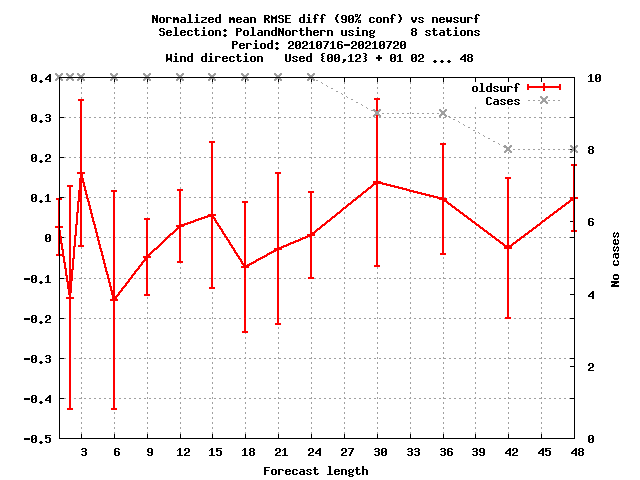 Normalized mean RMSE diff (90% conf) vs newsurf
Selection: PolandNorthern using     8 stations
Period: 20210716-20210720
Wind direction   Used {00,12} + 01 02 ... 48
oldsurf
Cases
0.4
0.3
0.2
0.1
0
-0.1
-0.2
-0.3
-0.4
-0.5
10
8
6
4
2
0
No cases
3 6 9 12 15 18 21 24 27 30 33 36 39 42 45 48
Forecast length